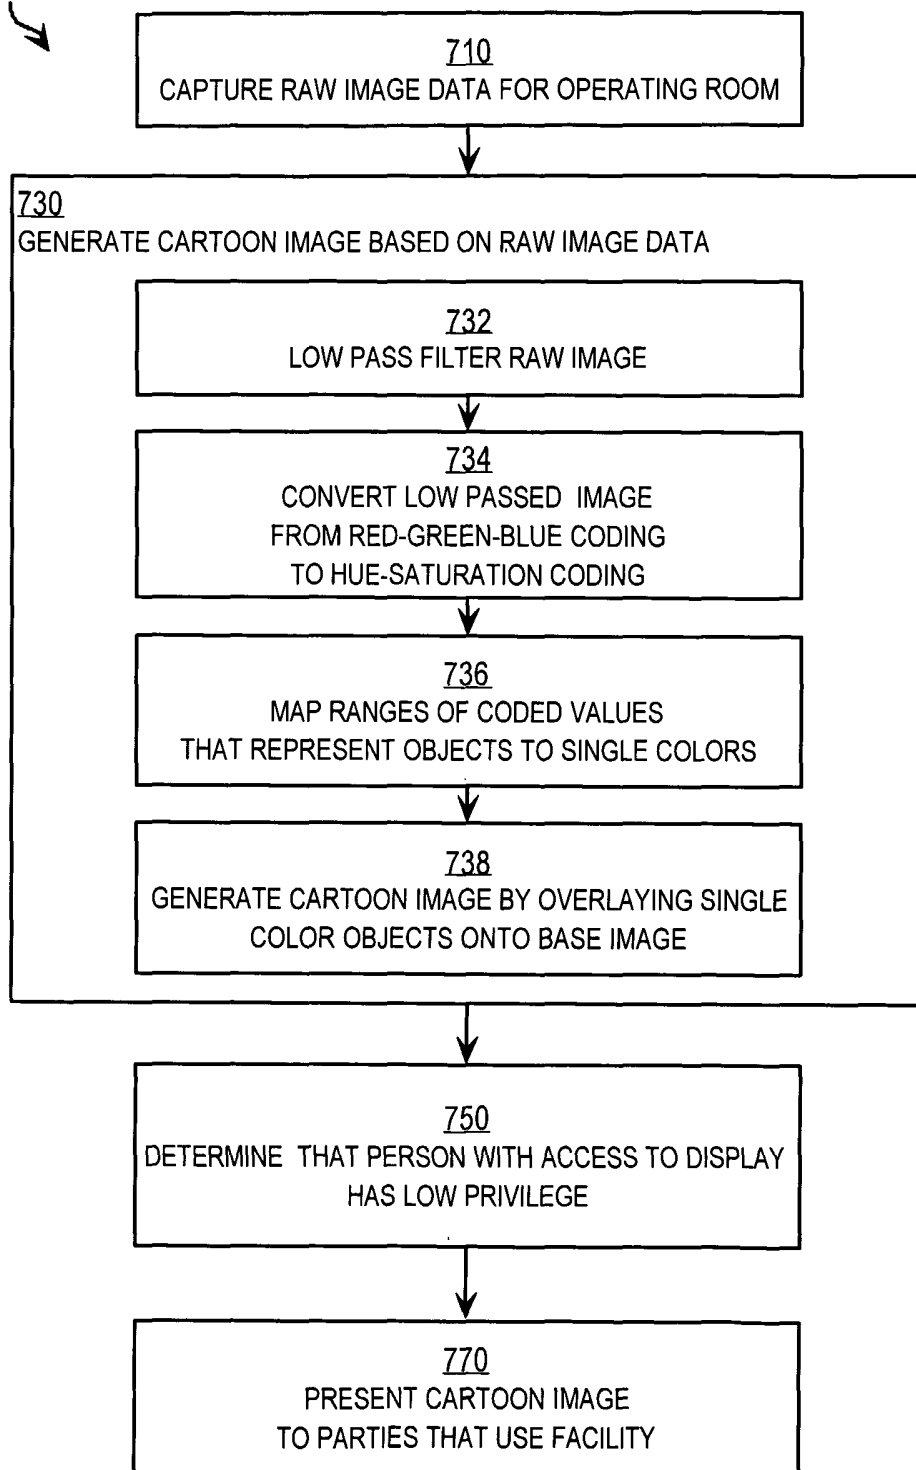 710
CAPTURE RAW IMAGE DATA FOR OPERATING ROOM
730
GENERATE CARTOON IMAGE BASED ON RAW IMAGE DATA
732
LOW PASS FILTER RAW IMAGE
734
CONVERT LOW PASSED IMAGE
FROM RED-GREEN-BLUE CODING
TO HUE-SATURATION CODING
736
MAP RANGES OF CODED VALUES
THAT REPRESENT OBJECTS TO SINGLE COLORS
738
GENERATE CARTOON IMAGE BY OVERLAYING SINGLE
COLOR OBJECTS ONTO BASE IMAGE
750
DETERMINE THAT PERSON WITH ACCESS TO DISPLAY
HAS LOW PRIVILEGE
770
PRESENT CARTOON IMAGE
TO PARTIES THAT USE FACILITY